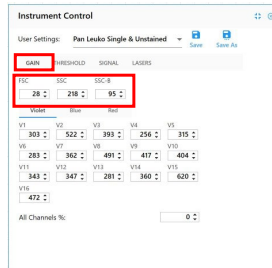 Instrument Control
User Settings: Pan Leuko Single & Unstained Save Save As
GAIN THRESHOLD SIGNAL LASERS
FSC SSC SSC-B
28 218 95
Violet Blue Red
V1 V2 V3 V4 V5
303 522 393 256 315
V6 V7 V8 V9 V10
283 362 491 417 404
V11 V12 V13 V14 V15
343 347 281 360 620
V16
472
All Channels %: 0